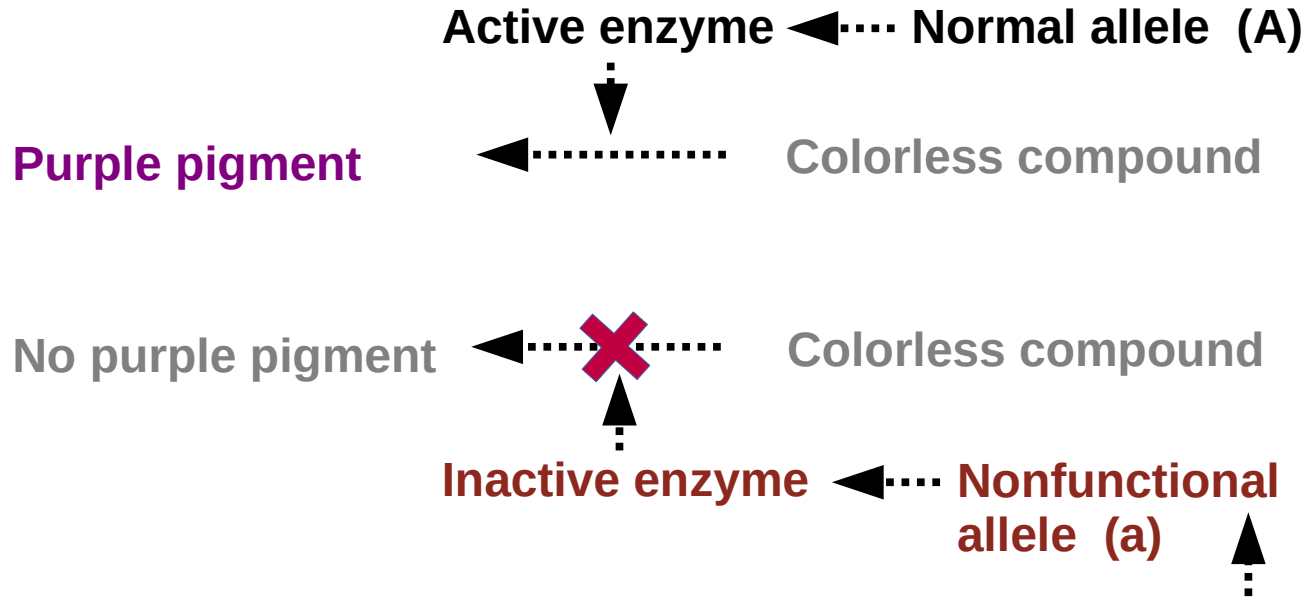 Active enzyme
Normal allele (A)
Purple pigment
Colorless compound
No purple pigment
Colorless compound
Inactive enzyme
Nonfunctional
allele (a)